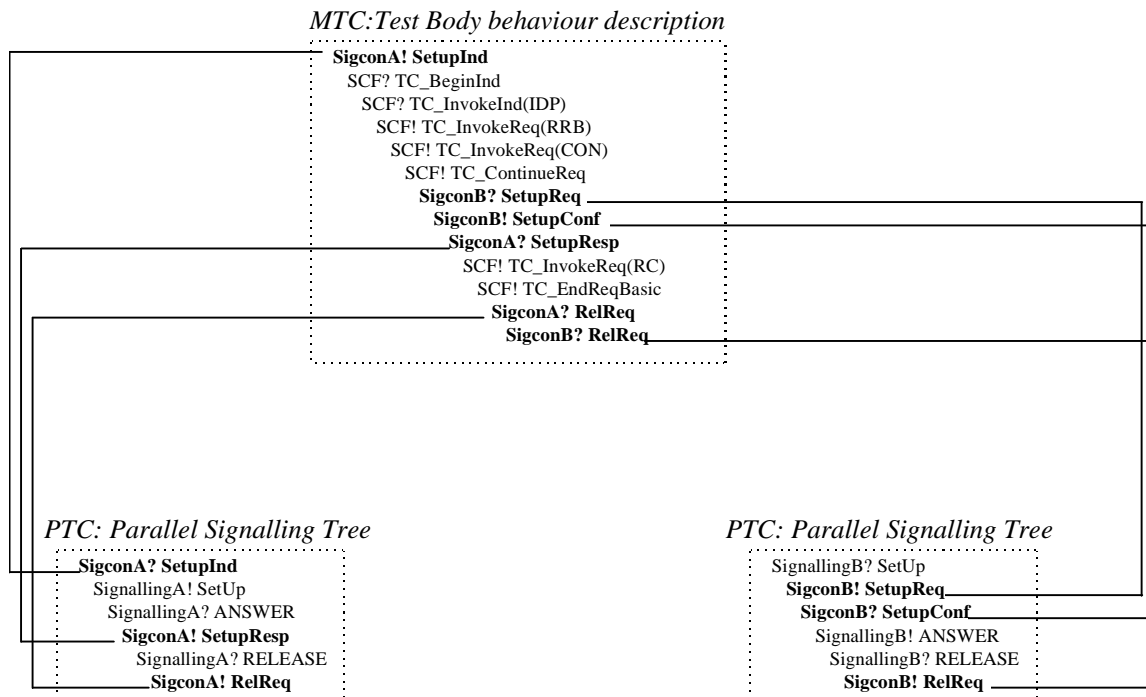 MTC:Test Body behaviour description
SigconA! SetupInd
SCF? TC_BeginInd
SCF? TC_InvokeInd(IDP)
SCF! TC_InvokeReq(RRB)
SCF! TC_InvokeReq(CON)
SCF! TC_ContinueReq
SigconB? SetupReq
SigconB! SetupConf
SigconA? SetupResp
SCF! TC_InvokeReq(RC)
SCF! TC_EndReqBasic
SigconA? RelReq
SigconB? RelReq
PTC: Parallel Signalling Tree
SigconA? SetupInd
SignallingA! SetUp
SignallingA? ANSWER
SigconA! SetupResp
SignallingA? RELEASE
SigconA! RelReq
PTC: Parallel Signalling Tree
SignallingB? SetUp
SigconB! SetupReq
SigconB? SetupConf
SignallingB! ANSWER
SignallingB? RELEASE
SigconB! RelReq